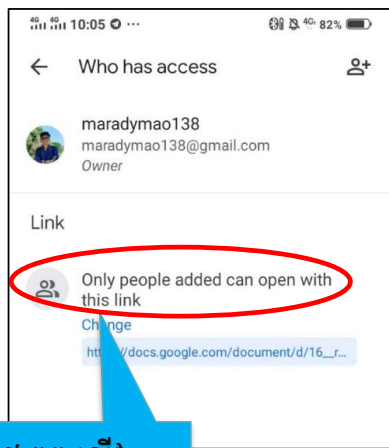 10:05
82%
Who has access
maradymao138
maradymao138@gmail.com
Owner
Link
Only people added can open with
this link
Change
//docs.google.com/document/d/16__r...